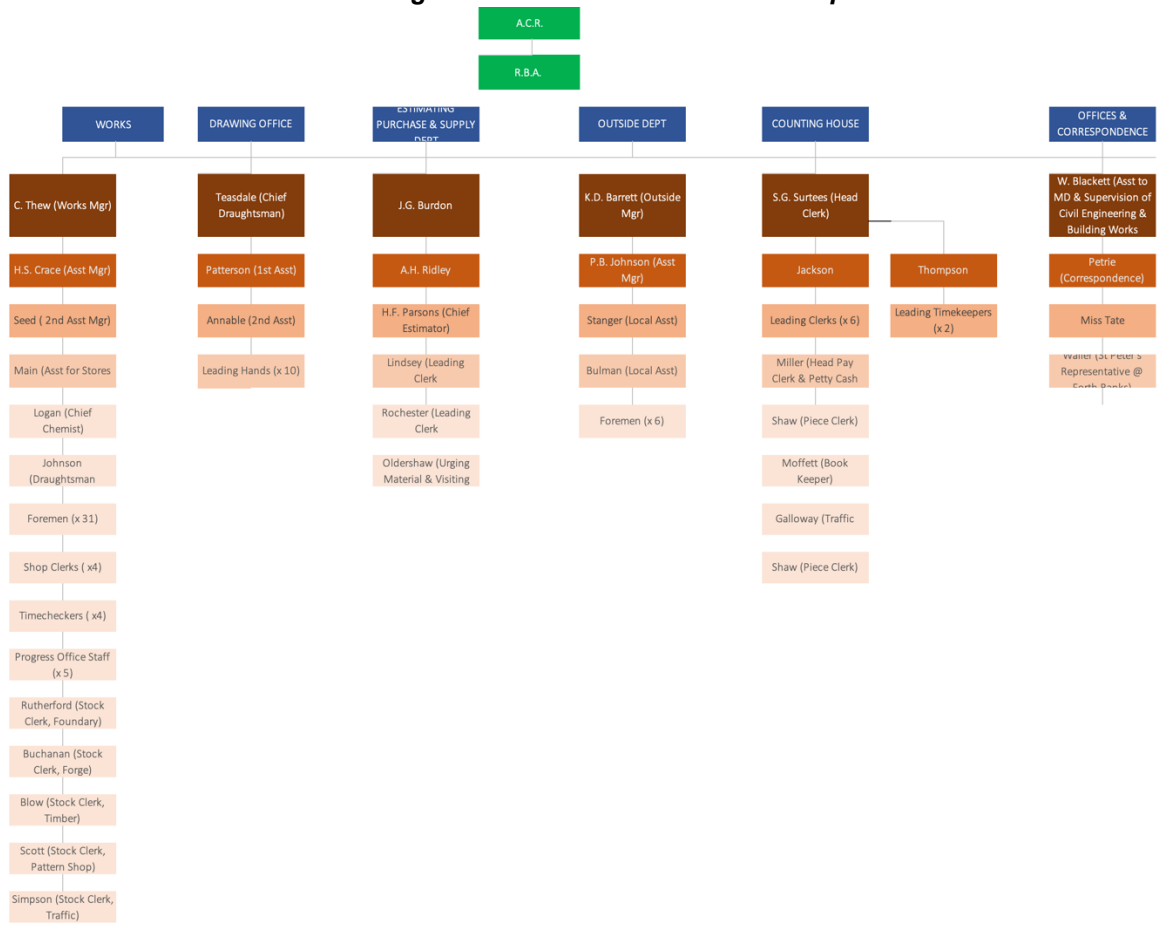 A.C.R.
R.B.A.
WORKS
DRAWING OFFICE
ESTIMATING
PURCHASE & SUPPLY
DEPT
OUTSIDE DEPT
COUNTING HOUSE
OFFICES &
CORRESPONDENCE
C. Thew (Works Mgr)
Teasdale (Chief
Draughtsman)
J.G. Burdon
K.D. Barrett (Outside
Mgr)
S.G. Surtees (Head
Clerk)
W. Blackett (Asst to
MD & Supervision of
Civil Engineering &
Building Works
H.S. Crace (Asst Mgr)
Patterson (1st Asst)
A.H. Ridley
P.B. Johnson (Asst
Mgr)
Jackson
Thompson
Petrie
(Correspondence)
Seed ( 2nd Asst Mgr)
Annable (2nd Asst)
H.F. Parsons (Chief
Estimator)
Stanger (Local Asst)
Leading Clerks (x 6)
Leading Timekeepers
(x 2)
Miss Tate
Main (Asst for Stores
Leading Hands (x 10)
Lindsey (Leading
Clerk
Bulman (Local Asst)
Miller (Head Pay
Clerk & Petty Cash
Waller (St Peter's
Representative @
Forth Banks)
Logan (Chief
Chemist)
Rochester (Leading
Clerk
Foremen (x 6)
Shaw (Piece Clerk)
Johnson
(Draughtsman
Oldershaw (Urging
Material & Visiting
Moffett (Book
Keeper)
Foremen (x 31)
Galloway (Traffic
Shop Clerks ( x4)
Shaw (Piece Clerk)
Timecheckers ( x4)
Progress Office Staff
(x 5)
Rutherford (Stock
Clerk, Foundary)
Buchanan (Stock
Clerk, Forge)
Blow (Stock Clerk,
Timber)
Scott (Stock Clerk,
Pattern Shop)
Simpson (Stock Clerk,
Traffic)